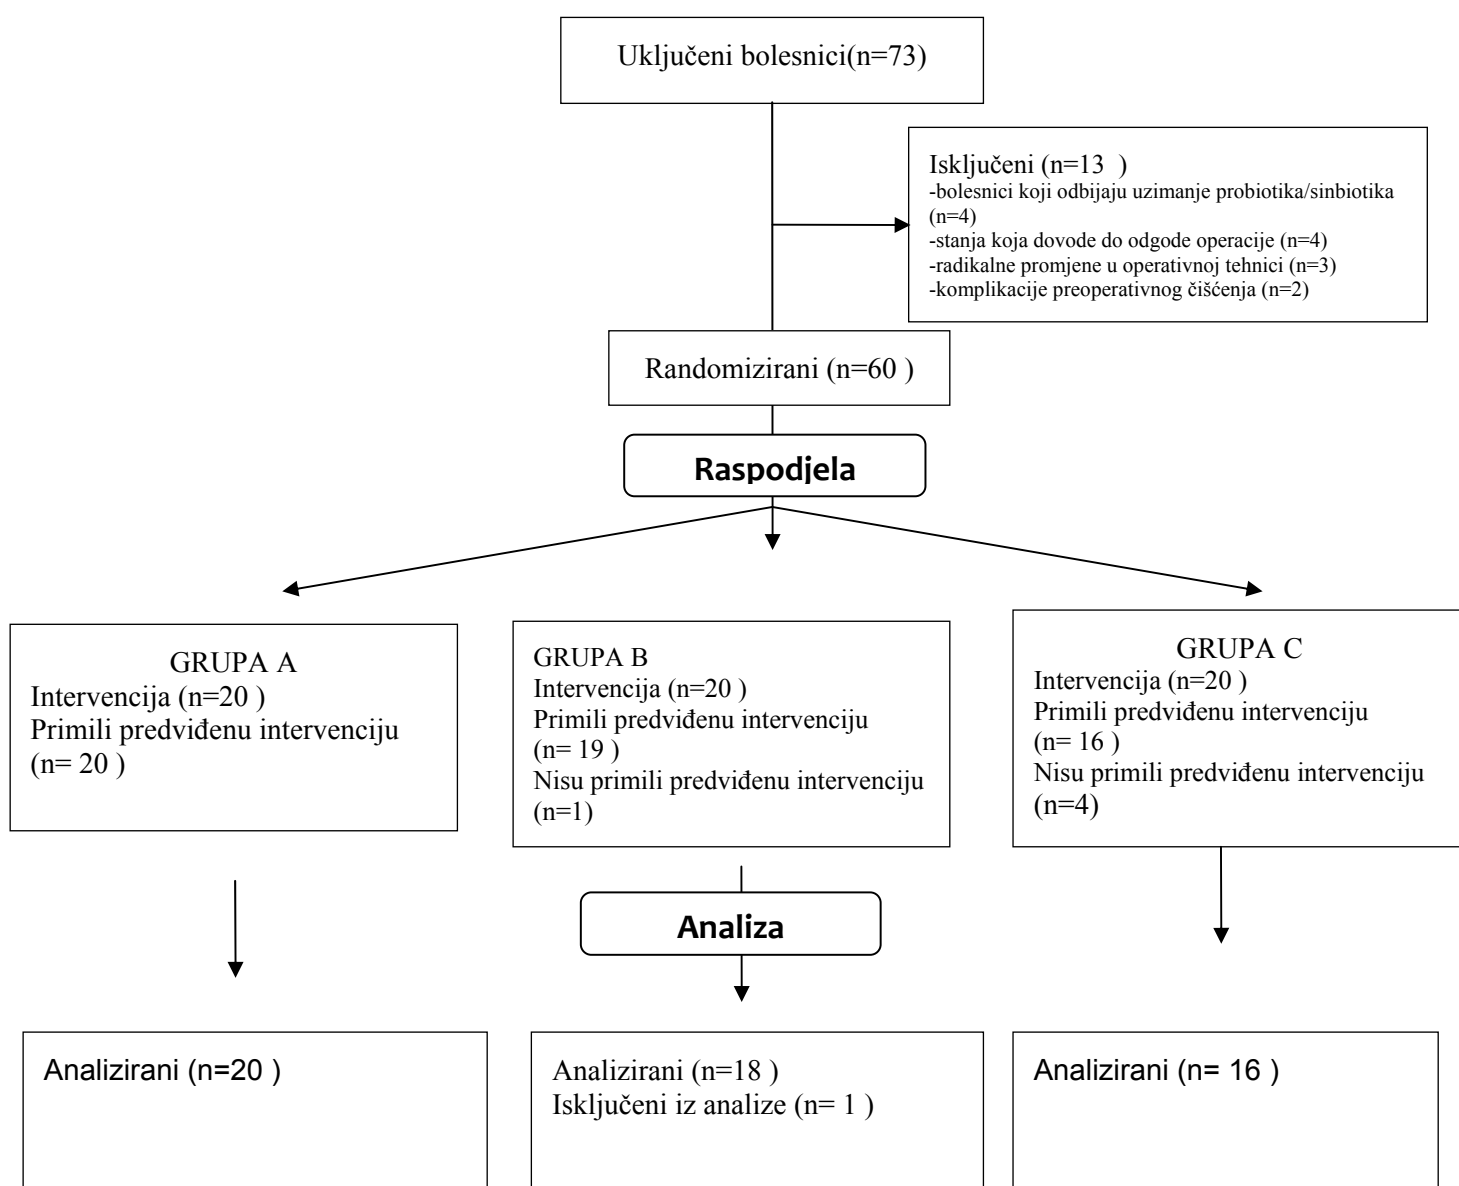 Uključeni bolesnici(n=73)
Isključeni (n=13  )
-bolesnici koji odbijaju uzimanje probiotika/sinbiotika
(n=4)
-stanja koja dovode do odgode operacije (n=4)
-radikalne promjene u operativnoj tehnici (n=3)
-komplikacije preoperativnog čišćenja (n=2)
Randomizirani (n=60 )
Raspodjela
GRUPA A
Intervencija (n=20 )
Primili predviđenu intervenciju
(n= 20 )
GRUPA B
Intervencija (n=20 )
Primili predviđenu intervenciju
(n= 19 )
Nisu primili predviđenu intervenciju
(n=1)
GRUPA C
Intervencija (n=20 )
Primili predviđenu intervenciju
(n= 16 )
Nisu primili predviđenu intervenciju
(n=4)
Analiza
Analizirani (n=20 )
Analizirani (n=18 )
Isključeni iz analize (n= 1 )
Analizirani (n= 16 )